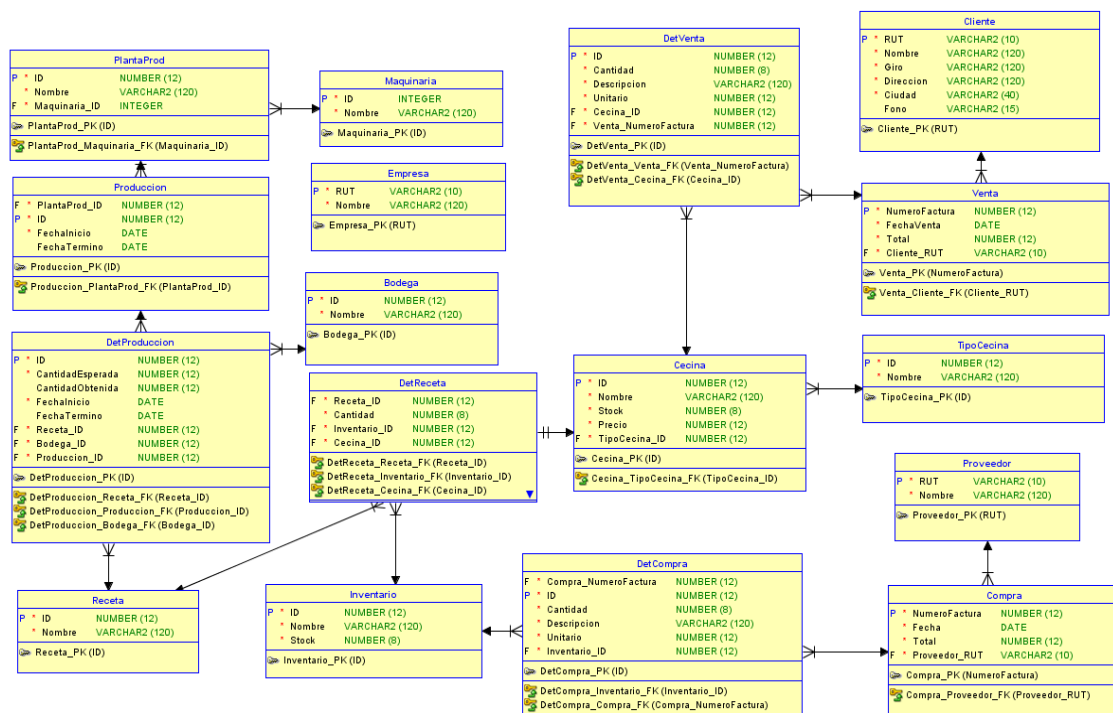 PlantaProd
P * ID NUMBER (12)
* Nombre VARCHAR2 (120)
F * Maquinaria_ID INTEGER
PlantaProd_PK (ID)
PlantaProd_Maquinaria_FK (Maquinaria_ID)
Maquinaria
P * ID INTEGER
* Nombre VARCHAR2 (120)
Maquinaria_PK (ID)
DetVenta
P * ID NUMBER (12)
* Cantidad NUMBER (8)
* Descripcion VARCHAR2 (120)
* Unitario NUMBER (12)
F * Cecina_ID NUMBER (12)
F * Venta_NumeroFactura NUMBER (12)
DetVenta_PK (ID)
DetVenta_Venta_FK (Venta_NumeroFactura)
DetVenta_Cecina_FK (Cecina_ID)
Cliente
P * RUT VARCHAR2 (10)
* Nombre VARCHAR2 (120)
* Giro VARCHAR2 (120)
* Direccion VARCHAR2 (120)
* Ciudad VARCHAR2 (40)
Fono VARCHAR2 (15)
Cliente_PK (RUT)
Produccion
F * PlantaProd_ID NUMBER (12)
P * ID NUMBER (12)
* FechaInicio DATE
FechaTermino DATE
Produccion_PK (ID)
Produccion_PlantaProd_FK (PlantaProd_ID)
Empresa
P * RUT VARCHAR2 (10)
* Nombre VARCHAR2 (120)
Empresa_PK (RUT)
Venta
P * NumeroFactura NUMBER (12)
* FechaVenta DATE
* Total NUMBER (12)
F * Cliente_RUT VARCHAR2 (10)
Venta_PK (NumeroFactura)
Venta_Cliente_FK (Cliente_RUT)
Bodega
P * ID NUMBER (12)
* Nombre VARCHAR2 (120)
Bodega_PK (ID)
DetProduccion
P * ID NUMBER (12)
* CantidadEsperada NUMBER (12)
CantidadObtenida NUMBER (12)
* FechaInicio DATE
FechaTermino DATE
F * Receta_ID NUMBER (12)
F * Bodega_ID NUMBER (12)
F * Produccion_ID NUMBER (12)
DetProduccion_PK (ID)
DetProduccion_Receta_FK (Receta_ID)
DetProduccion_Produccion_FK (Produccion_ID)
DetProduccion_Bodega_FK (Bodega_ID)
DetReceta
F * Receta_ID NUMBER (12)
* Cantidad NUMBER (8)
F * Inventario_ID NUMBER (12)
F * Cecina_ID NUMBER (12)
DetReceta_Receta_FK (Receta_ID)
DetReceta_Inventario_FK (Inventario_ID)
DetReceta_Cecina_FK (Cecina_ID)
Cecina
P * ID NUMBER (12)
* Nombre VARCHAR2 (120)
* Stock NUMBER (8)
* Precio NUMBER (12)
F * TipoCecina_ID NUMBER (12)
Cecina_PK (ID)
Cecina_TipoCecina_FK (TipoCecina_ID)
TipoCecina
P * ID NUMBER (12)
* Nombre VARCHAR2 (120)
TipoCecina_PK (ID)
Proveedor
P * RUT VARCHAR2 (10)
* Nombre VARCHAR2 (120)
Proveedor_PK (RUT)
Receta
P * ID NUMBER (12)
* Nombre VARCHAR2 (120)
Receta_PK (ID)
Inventario
P * ID NUMBER (12)
* Nombre VARCHAR2 (120)
* Stock NUMBER (8)
Inventario_PK (ID)
DetCompra
F * Compra_NumeroFactura NUMBER (12)
P * ID NUMBER (12)
* Cantidad NUMBER (8)
* Descripcion VARCHAR2 (120)
* Unitario NUMBER (12)
F * Inventario_ID NUMBER (12)
DetCompra_PK (ID)
DetCompra_Inventario_FK (Inventario_ID)
DetCompra_Compra_FK (Compra_NumeroFactura)
Compra
P * NumeroFactura NUMBER (12)
* Fecha DATE
* Total NUMBER (12)
F * Proveedor_RUT VARCHAR2 (10)
Compra_PK (NumeroFactura)
Compra_Proveedor_FK (Proveedor_RUT)